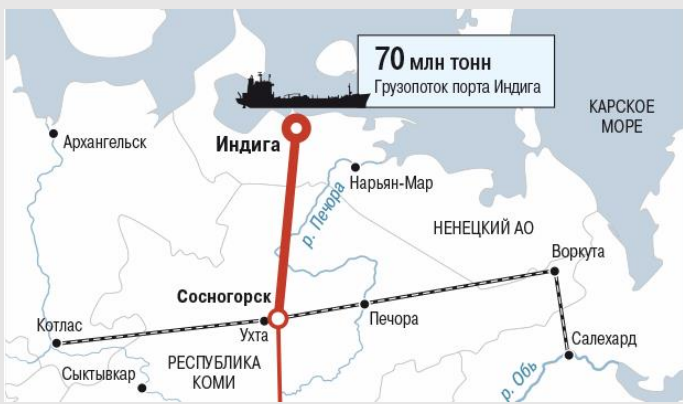 70 млн тонн
Грузопоток порта Индига
КАРСКОЕ
МОРЕ
Архангельск
Индига
Нарьян-Мар
р. Печора
НЕНЕЦКИЙ АО
Воркута
Сосногорск
Котлас
Ухта
Печора
Салехард
РЕСПУБЛИКА
КОМИ
Сыктывкар
р. Обь